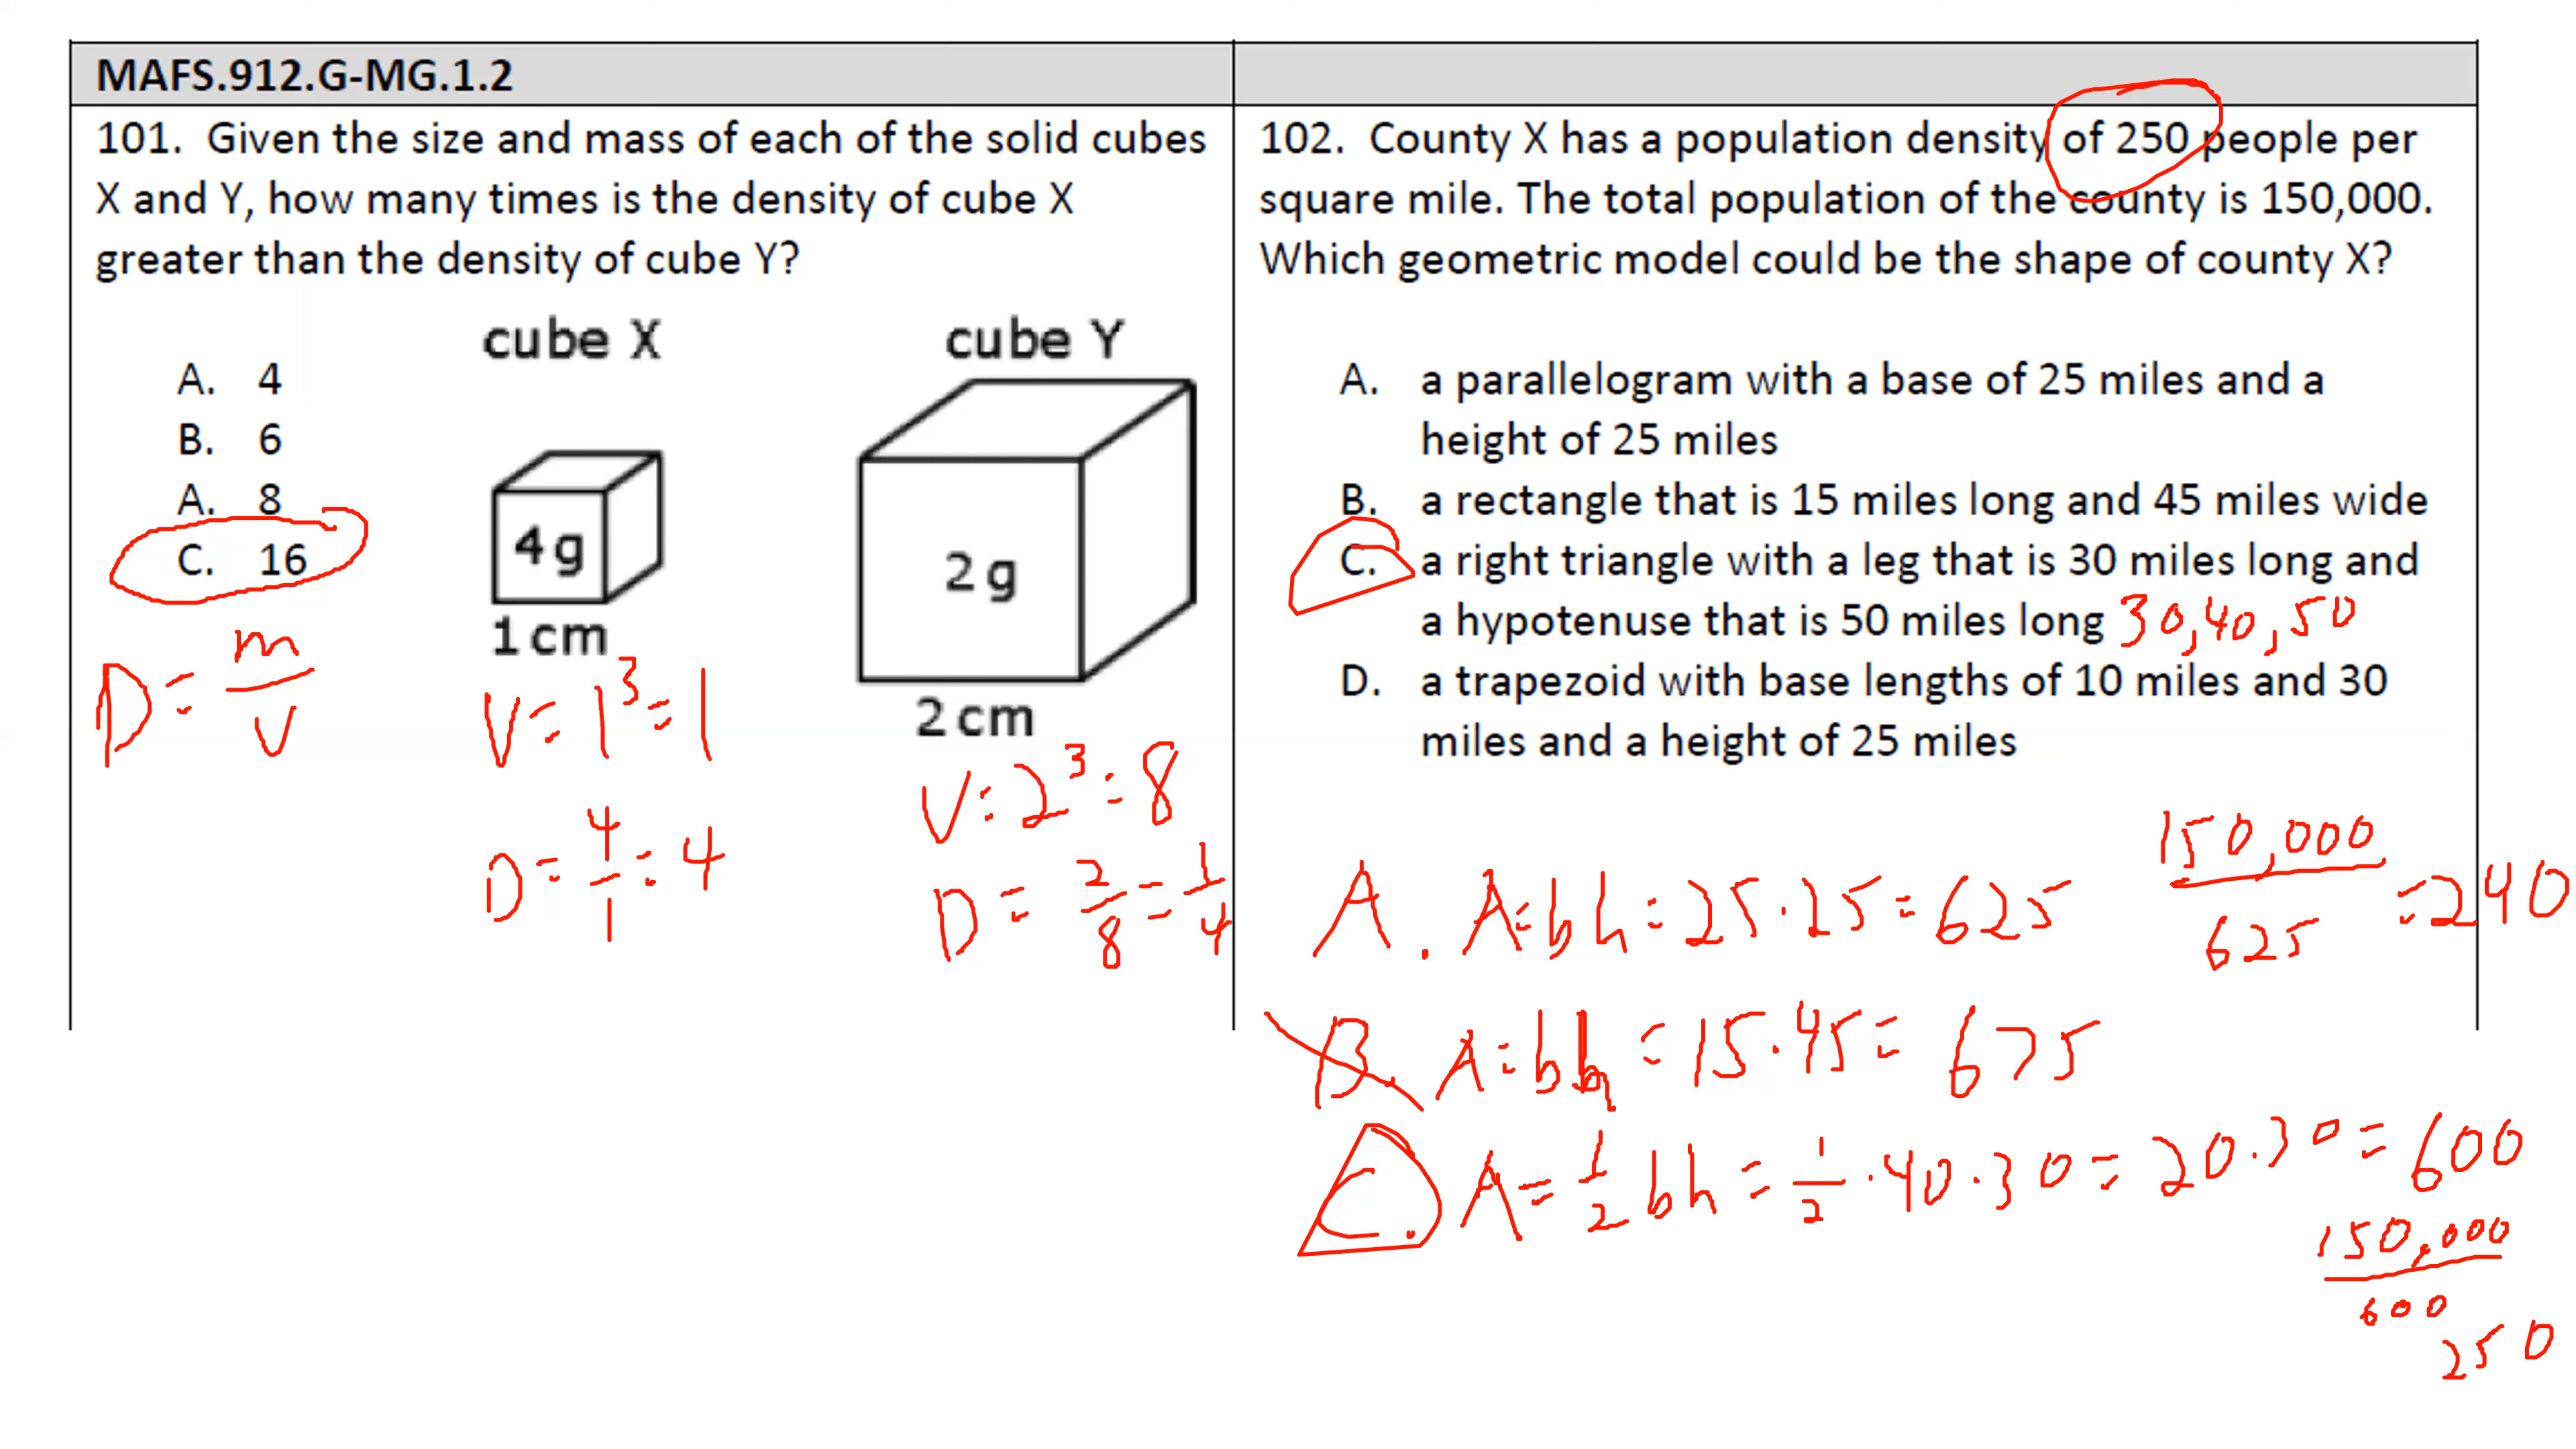 MAFS.912.G-MG.1.2
101. Given the size and mass of each of the solid cubes
X and Y, how many times is the density of cube X
greater than the density of cube Y?
cube X
cube Y
A. 4
B. 6
A. 8
C. 16
4 g
1 cm
2 g
2 cm
D = m/v
V = 1³ = 1
D = 4/1 = 4
V = 2³ = 8
D = 2/8 = 1/4
102. County X has a population density of 250 people per
square mile. The total population of the county is 150,000.
Which geometric model could be the shape of county X?
A. a parallelogram with a base of 25 miles and a
height of 25 miles
B. a rectangle that is 15 miles long and 45 miles wide
C. a right triangle with a leg that is 30 miles long and
a hypotenuse that is 50 miles long 30,40,50
D. a trapezoid with base lengths of 10 miles and 30
miles and a height of 25 miles
A. A=bh=25·25=625 150,000/625 =240
B. A=bh=15·45=675
C. A=1/2bh=1/2·40·30=20·30=600
150,000/600
250